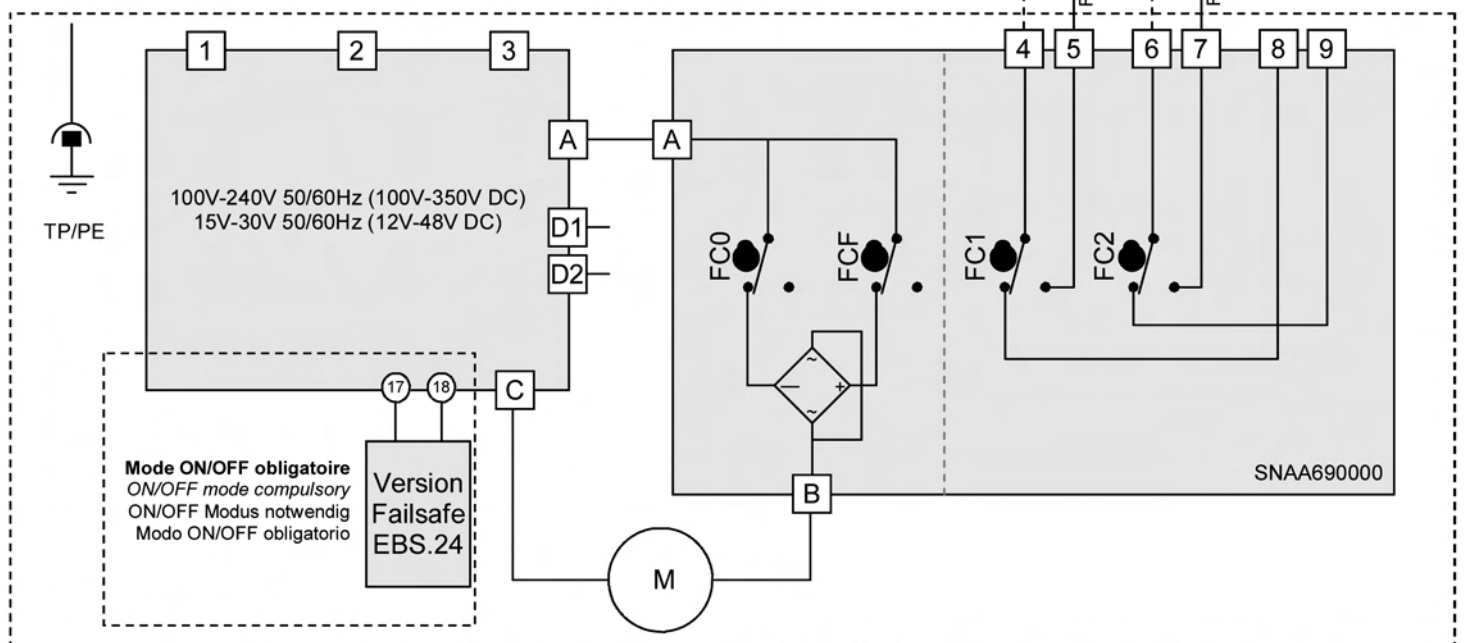 F
F
1
2
3
4
5
6
7
8
9
A
A
100V-240V 50/60Hz (100V-350V DC)
15V-30V 50/60Hz (12V-48V DC)
TP/PE
D1
D2
FC0
FCF
FC1
FC2
~
— +
~
17
18
C
Mode ON/OFF obligatoire
ON/OFF mode compulsory
ON/OFF Modus notwendig
Modo ON/OFF obligatorio
Version
Failsafe
EBS.24
SNAA690000
B
M